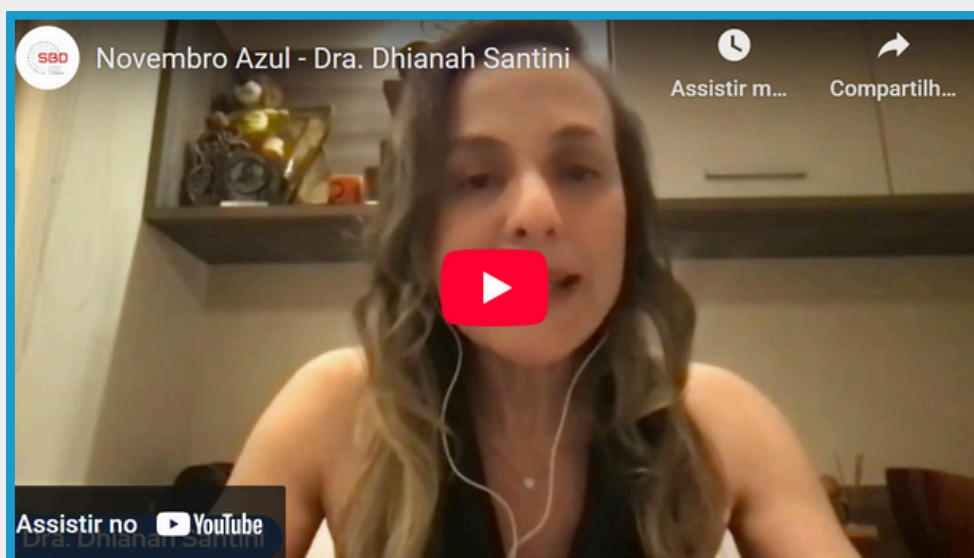 SBD
Novembro Azul - Dra. Dhianah Santini
Assistir m...
Compartilh...
Assistir no YouTube
Dra. Dhianah Santini